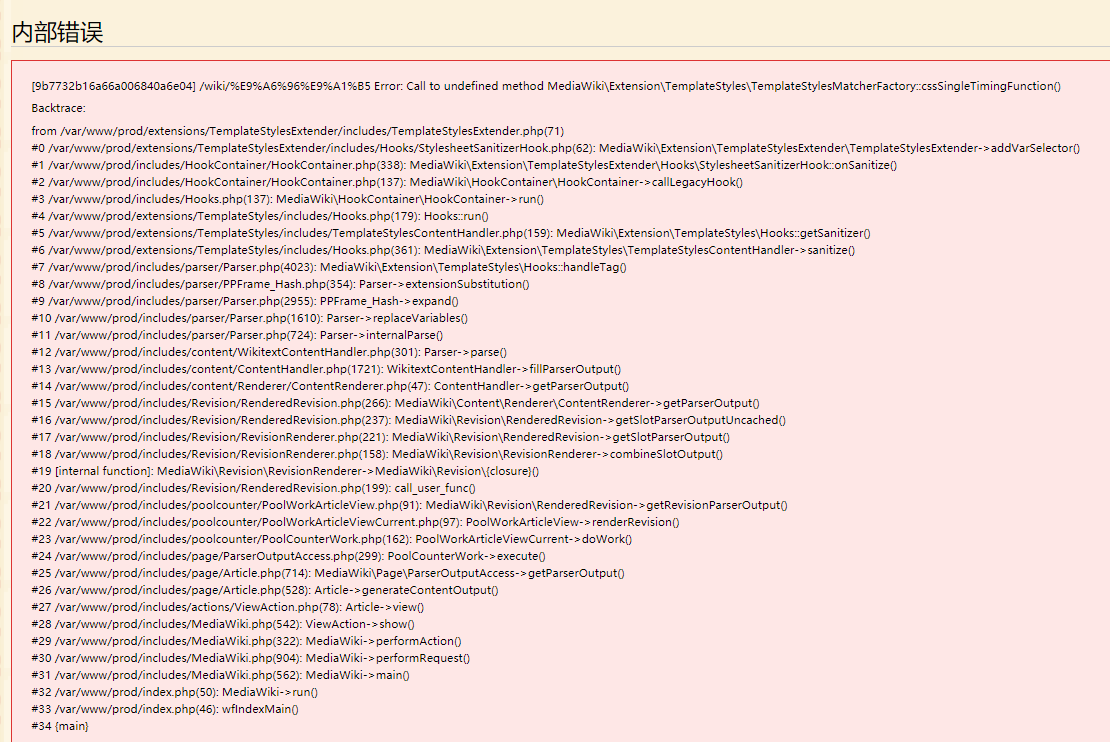 内部错误
[9b7732b16a66a006840a6e04] /wiki/%E9%A6%96%E9%A1%B5 Error: Call to undefined method MediaWiki\Extension\TemplateStyles\TemplateStylesMatcherFactory::cssSingleTimingFunction()
Backtrace:
from /var/www/prod/extensions/TemplateStylesExtender/includes/TemplateStylesExtender.php(71)
#0 /var/www/prod/extensions/TemplateStylesExtender/includes/Hooks/StylesheetSanitizerHook.php(62): MediaWiki\Extension\TemplateStylesExtender\TemplateStylesExtender->addVarSelector()
#1 /var/www/prod/includes/HookContainer/HookContainer.php(338): MediaWiki\Extension\TemplateStylesExtender\Hooks\StylesheetSanitizerHook::onSanitize()
#2 /var/www/prod/includes/HookContainer/HookContainer.php(137): MediaWiki\HookContainer\HookContainer->callLegacyHook()
#3 /var/www/prod/includes/Hooks.php(137): MediaWiki\HookContainer\HookContainer->run()
#4 /var/www/prod/extensions/TemplateStyles/includes/Hooks.php(179): Hooks::run()
#5 /var/www/prod/extensions/TemplateStyles/includes/TemplateStylesContentHandler.php(159): MediaWiki\Extension\TemplateStyles\Hooks::getSanitizer()
#6 /var/www/prod/extensions/TemplateStyles/includes/Hooks.php(361): MediaWiki\Extension\TemplateStyles\TemplateStylesContentHandler->sanitize()
#7 /var/www/prod/includes/parser/Parser.php(4023): MediaWiki\Extension\TemplateStyles\Hooks::handleTag()
#8 /var/www/prod/includes/parser/PPFrame_Hash.php(354): Parser->extensionSubstitution()
#9 /var/www/prod/includes/parser/Parser.php(2955): PPFrame_Hash->expand()
#10 /var/www/prod/includes/parser/Parser.php(1610): Parser->replaceVariables()
#11 /var/www/prod/includes/parser/Parser.php(724): Parser->internalParse()
#12 /var/www/prod/includes/content/WikitextContentHandler.php(301): Parser->parse()
#13 /var/www/prod/includes/content/ContentHandler.php(1721): WikitextContentHandler->fillParserOutput()
#14 /var/www/prod/includes/content/Renderer/ContentRenderer.php(47): ContentHandler->getParserOutput()
#15 /var/www/prod/includes/Revision/RenderedRevision.php(266): MediaWiki\Content\Renderer\ContentRenderer->getParserOutput()
#16 /var/www/prod/includes/Revision/RenderedRevision.php(237): MediaWiki\Revision\RenderedRevision->getSlotParserOutputUncached()
#17 /var/www/prod/includes/Revision/RevisionRenderer.php(221): MediaWiki\Revision\RenderedRevision->getSlotParserOutput()
#18 /var/www/prod/includes/Revision/RevisionRenderer.php(158): MediaWiki\Revision\RevisionRenderer->combineSlotOutput()
#19 [internal function]: MediaWiki\Revision\RevisionRenderer->MediaWiki\Revision\{closure}()
#20 /var/www/prod/includes/Revision/RenderedRevision.php(199): call_user_func()
#21 /var/www/prod/includes/poolcounter/PoolWorkArticleView.php(91): MediaWiki\Revision\RenderedRevision->getRevisionParserOutput()
#22 /var/www/prod/includes/poolcounter/PoolWorkArticleViewCurrent.php(97): PoolWorkArticleView->renderRevision()
#23 /var/www/prod/includes/poolcounter/PoolCounterWork.php(162): PoolWorkArticleViewCurrent->doWork()
#24 /var/www/prod/includes/page/ParserOutputAccess.php(299): PoolCounterWork->execute()
#25 /var/www/prod/includes/page/Article.php(714): MediaWiki\Page\ParserOutputAccess->getParserOutput()
#26 /var/www/prod/includes/page/Article.php(528): Article->generateContentOutput()
#27 /var/www/prod/includes/actions/ViewAction.php(78): Article->view()
#28 /var/www/prod/includes/MediaWiki.php(542): ViewAction->show()
#29 /var/www/prod/includes/MediaWiki.php(322): MediaWiki->performAction()
#30 /var/www/prod/includes/MediaWiki.php(904): MediaWiki->performRequest()
#31 /var/www/prod/includes/MediaWiki.php(562): MediaWiki->main()
#32 /var/www/prod/index.php(50): MediaWiki->run()
#33 /var/www/prod/index.php(46): wfIndexMain()
#34 {main}